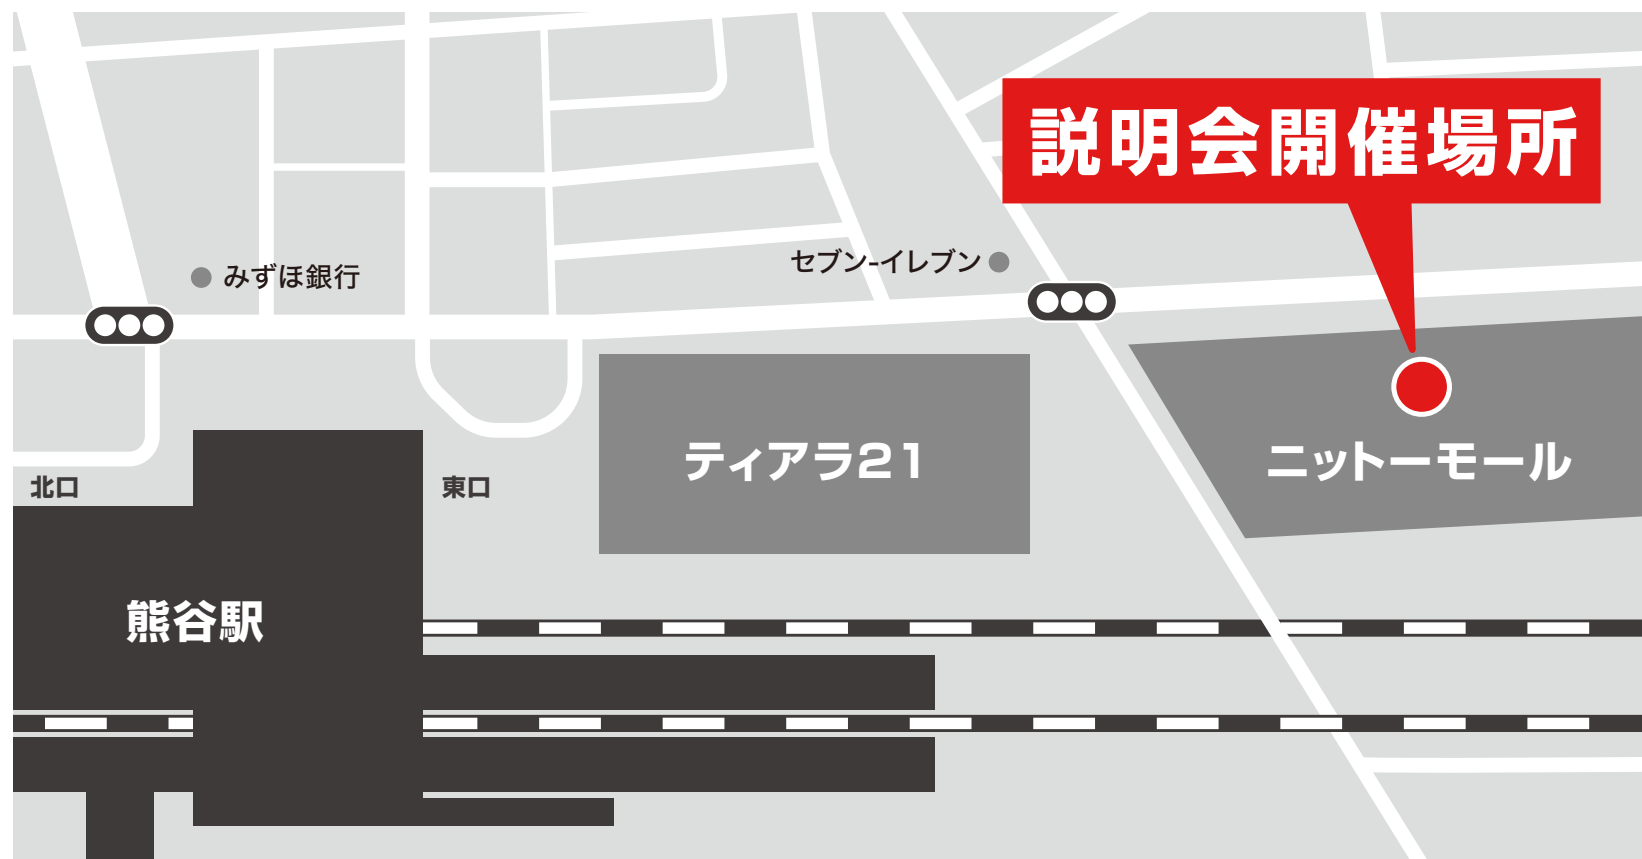 説明会開催場所
みずほ銀行
セブン-イレブン
ティアラ21
ニットーモール
北口
東口
熊谷駅